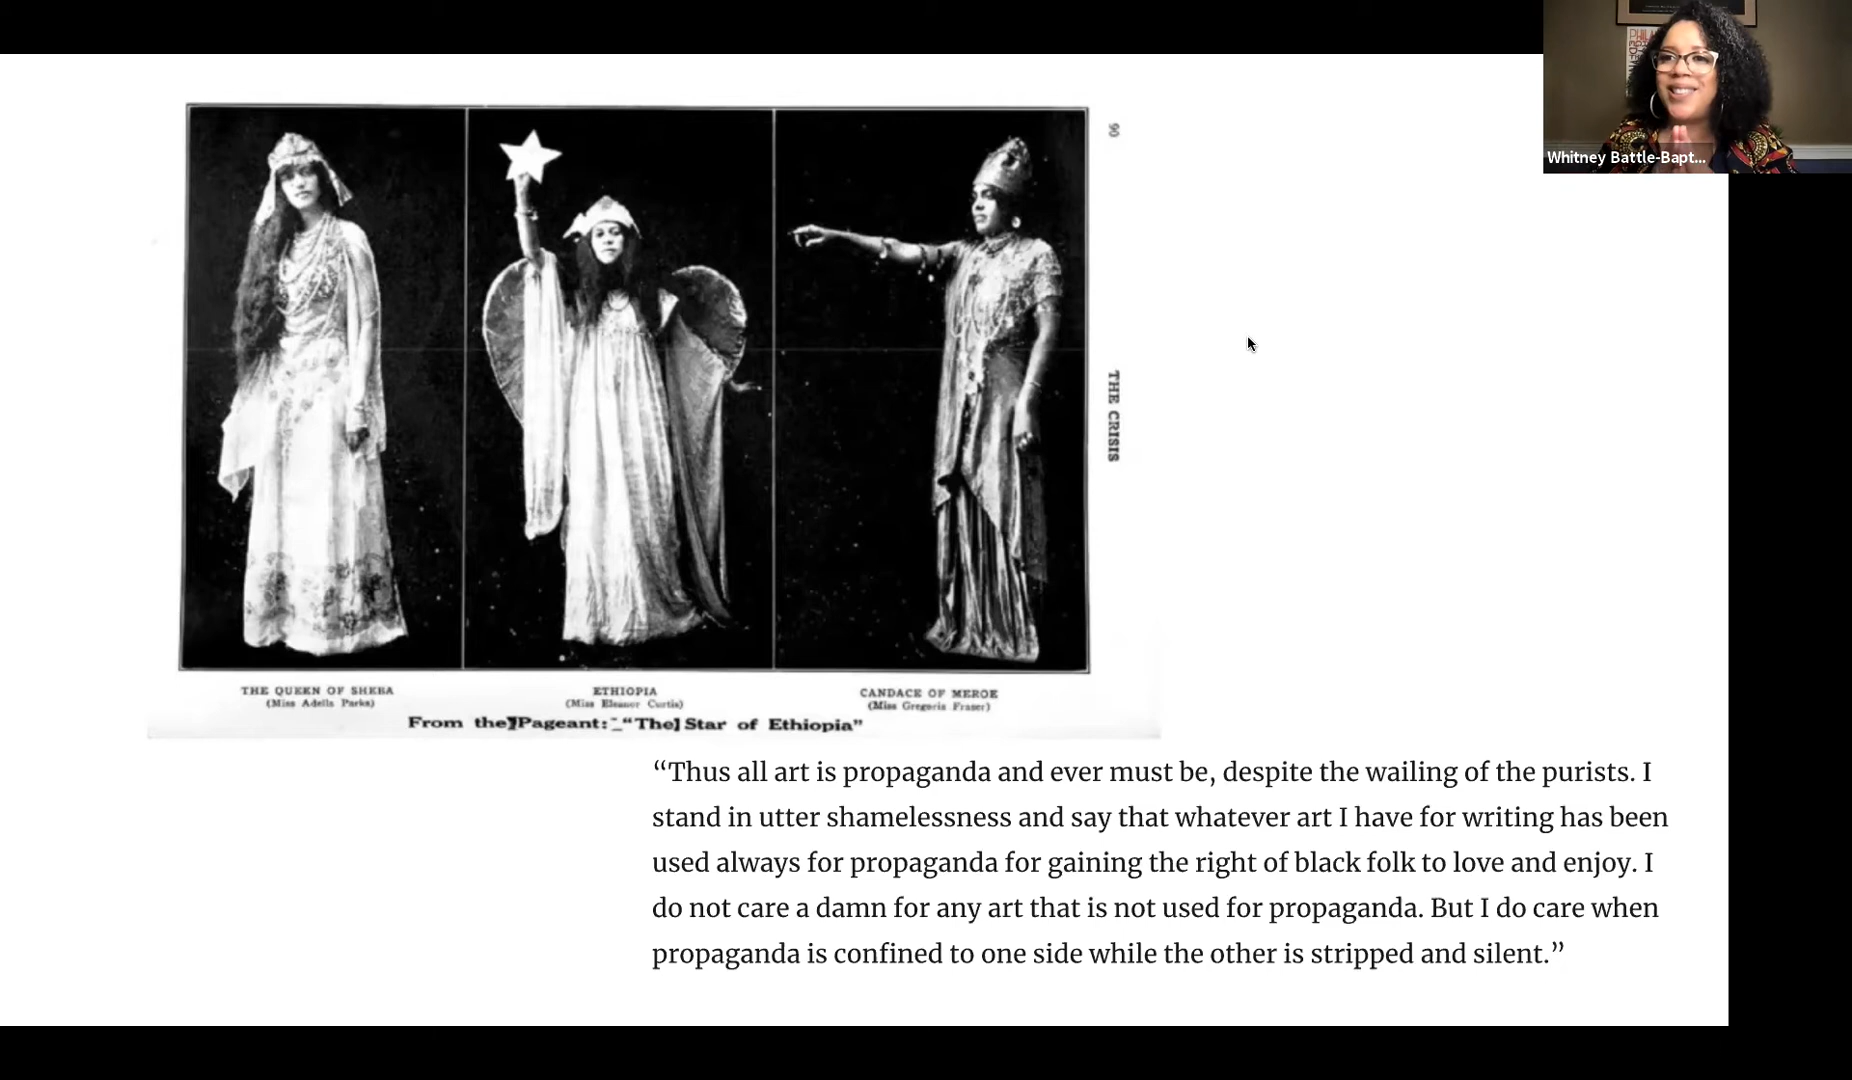 Whitney Battle-Bapt...
90
THE CRISIS
THE QUEEN OF SHEBA
(Miss Adella Parks)
ETHIOPIA
(Miss Eleanor Curtis)
CANDACE OF MEROE
(Miss Gregoria Fraser)
From the Pageant: “The Star of Ethiopia”
“Thus all art is propaganda and ever must be, despite the wailing of the purists. I
stand in utter shamelessness and say that whatever art I have for writing has been
used always for propaganda for gaining the right of black folk to love and enjoy. I
do not care a damn for any art that is not used for propaganda. But I do care when
propaganda is confined to one side while the other is stripped and silent.”